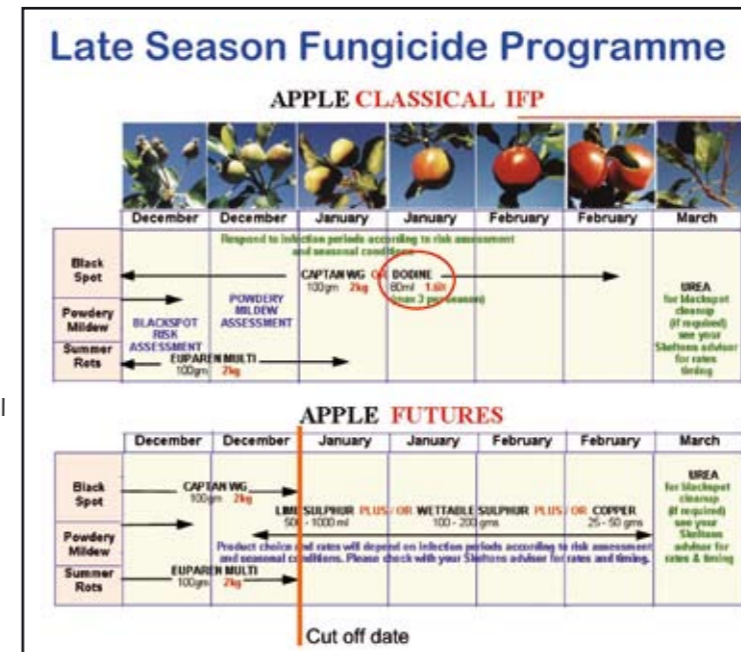 Late Season Fungicide Programme
APPLE CLASSICAL IFP
December December January January February February March
Respond to infection periods according to risk assessment
and seasonal conditions
Black
Spot
CAPTAN WG OR DODINE
100gm 2kg 80ml
(max 3 per season)
Powdery
Mildew
BLACKSPOT
RISK
ASSESSMENT
POWDERY
MILDEW
ASSESSMENT
Summer
Rots
EUPAREN MULTI
100gm 2kg
UREA
for blackspot
cleanup
(if required)
see your
Skeltons advisor
for rates
timing
APPLE FUTURES
December December January January February February March
Black
Spot
CAPTAN WG
100gm 2kg
LIME SULPHUR PLUS / OR WETTABLE SULPHUR PLUS / OR COPPER
500 - 1000 ml 100 - 200 gms 25 - 50 gms
Powdery
Mildew
Product choice and rates will depend on infection periods according to risk assessment
and seasonal conditions. Please check with your Skeltons advisor for rates and timing.
Summer
Rots
EUPAREN MULTI
100gm 2kg
UREA
for blackspot
cleanup
(if required)
see your
Skeltons
advisor for
rates & timing
Cut off date